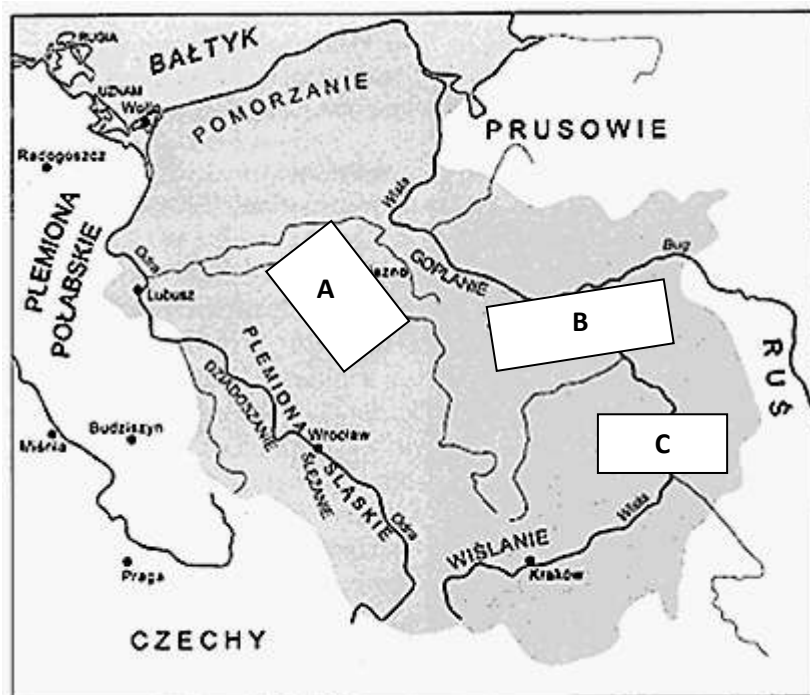 RUGIA
BAŁTYK
UZNAM
Wolin
POMORZANIE
PRUSOWIE
Radogoszcz
Wisła
PLEMIONA
POŁABSKIE
Odra
GOPLANIE
Bug
Lubusz
A
B
RUŚ
PLEMIONA
ŚLĄSKIE
DZIADOSZANIE
Wrocław
ŚLĘŻANIE
Miśnia
Budziszyn
C
Odra
Wisła
WIŚLANIE
Kraków
Praga
CZECHY